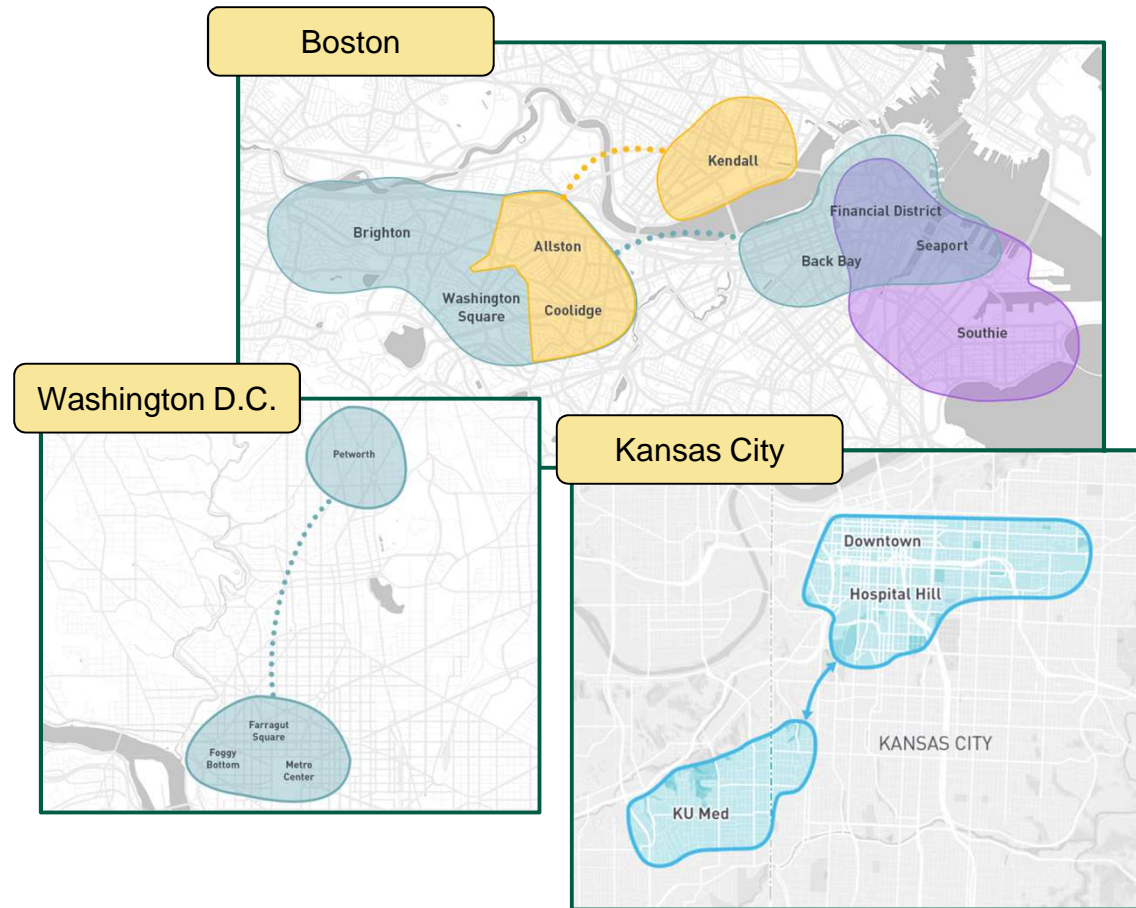 Boston
Kendall
Financial District
Brighton
Allston
Seaport
Back Bay
Washington
Square
Coolidge
Southie
Washington D.C.
Petworth
Farragut
Square
Foggy
Bottom
Metro
Center
Kansas City
Downtown
Hospital Hill
KANSAS CITY
KU Med